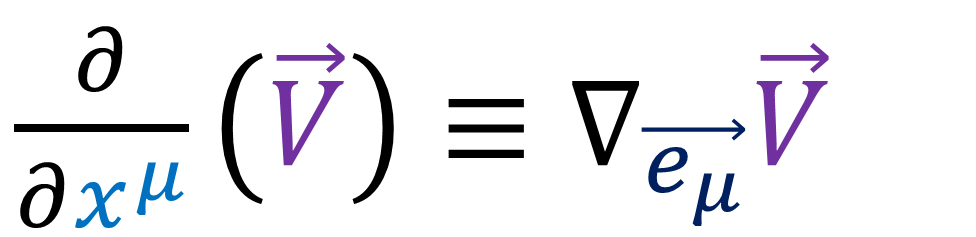 ∂/∂x^μ (V⃗) ≡ ∇_{e⃗_μ} V⃗